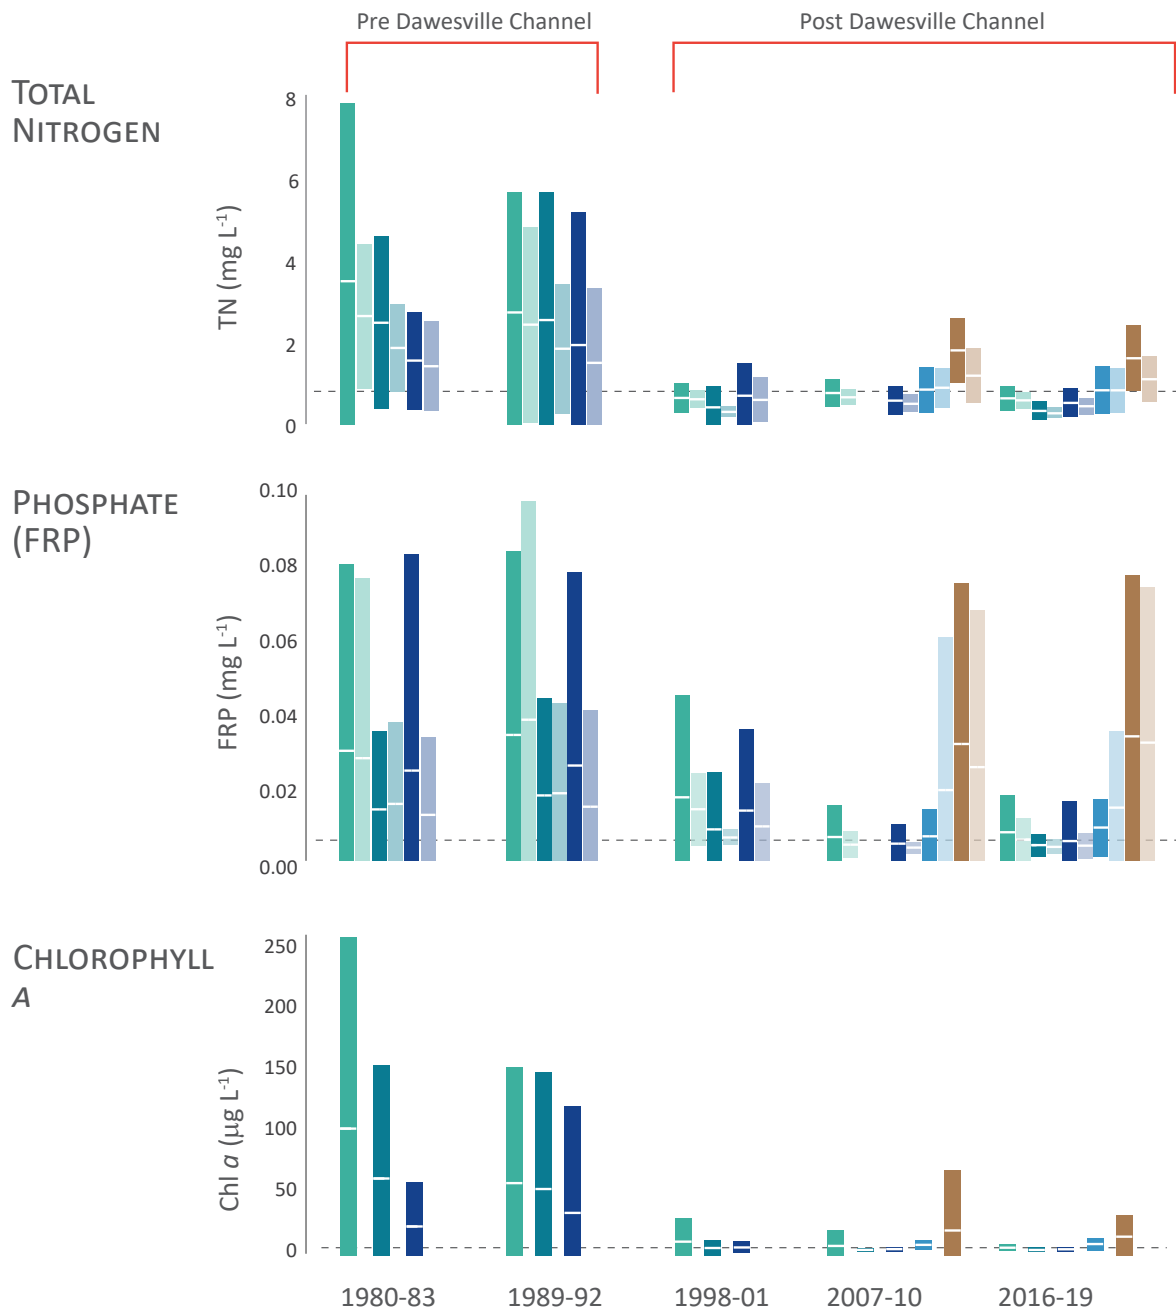 Pre Dawesville Channel
Post Dawesville Channel
TOTAL
NITROGEN
TN (mg L-1)
8
6
4
2
0
PHOSPHATE
(FRP)
FRP (mg L-1)
0.10
0.08
0.06
0.04
0.02
0.00
CHLOROPHYLL
A
Chl a (µg L-1)
250
200
150
100
50
0
1980-83
1989-92
1998-01
2007-10
2016-19